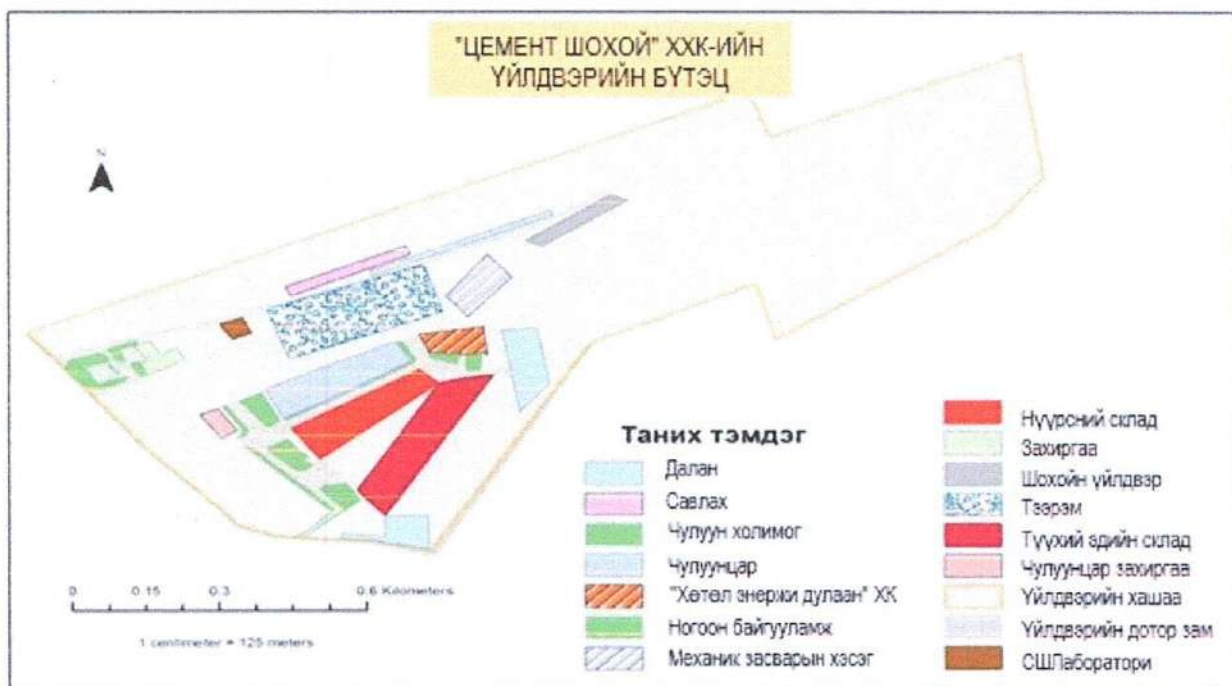 "ЦЕМЕНТ ШОХОЙ" ХХК-ИЙН
ҮЙЛДВЭРИЙН БҮТЭЦ
N
Таних тэмдэг
Далан
Савлах
Чулуун холимог
Чулуунцар
"Хөтөл энержи дулаан" ХК
Ногоон байгууламж
Механик засварын хэсэг
Нүүрсний склад
Захиргаа
Шохойн үйлдвэр
Тээрэм
Түүхий эдийн склад
Чулуунцар захиргаа
Үйлдвэрийн хашаа
Үйлдвэрийн дотор зам
СШЛаборатори
0 0.15 0.3 0.6 Kilometers
1 centimeter = 125 meters